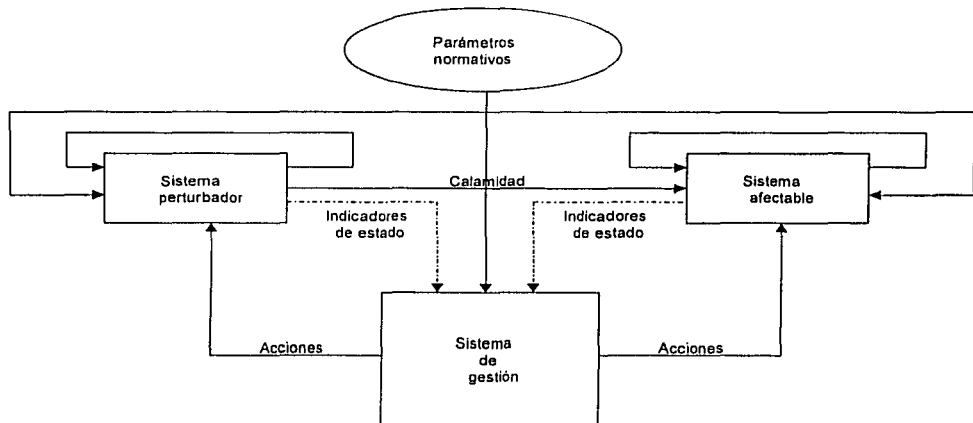 Parámetros
normativos
Sistema
perturbador
Calamidad
Sistema
afectable
Indicadores
de estado
Indicadores
de estado
Acciones
Sistema
de
gestión
Acciones